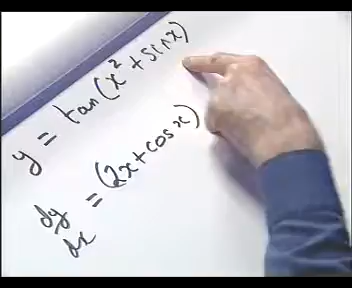 y = tan(x² + sin x)
dy/dx = (2x + cos x)